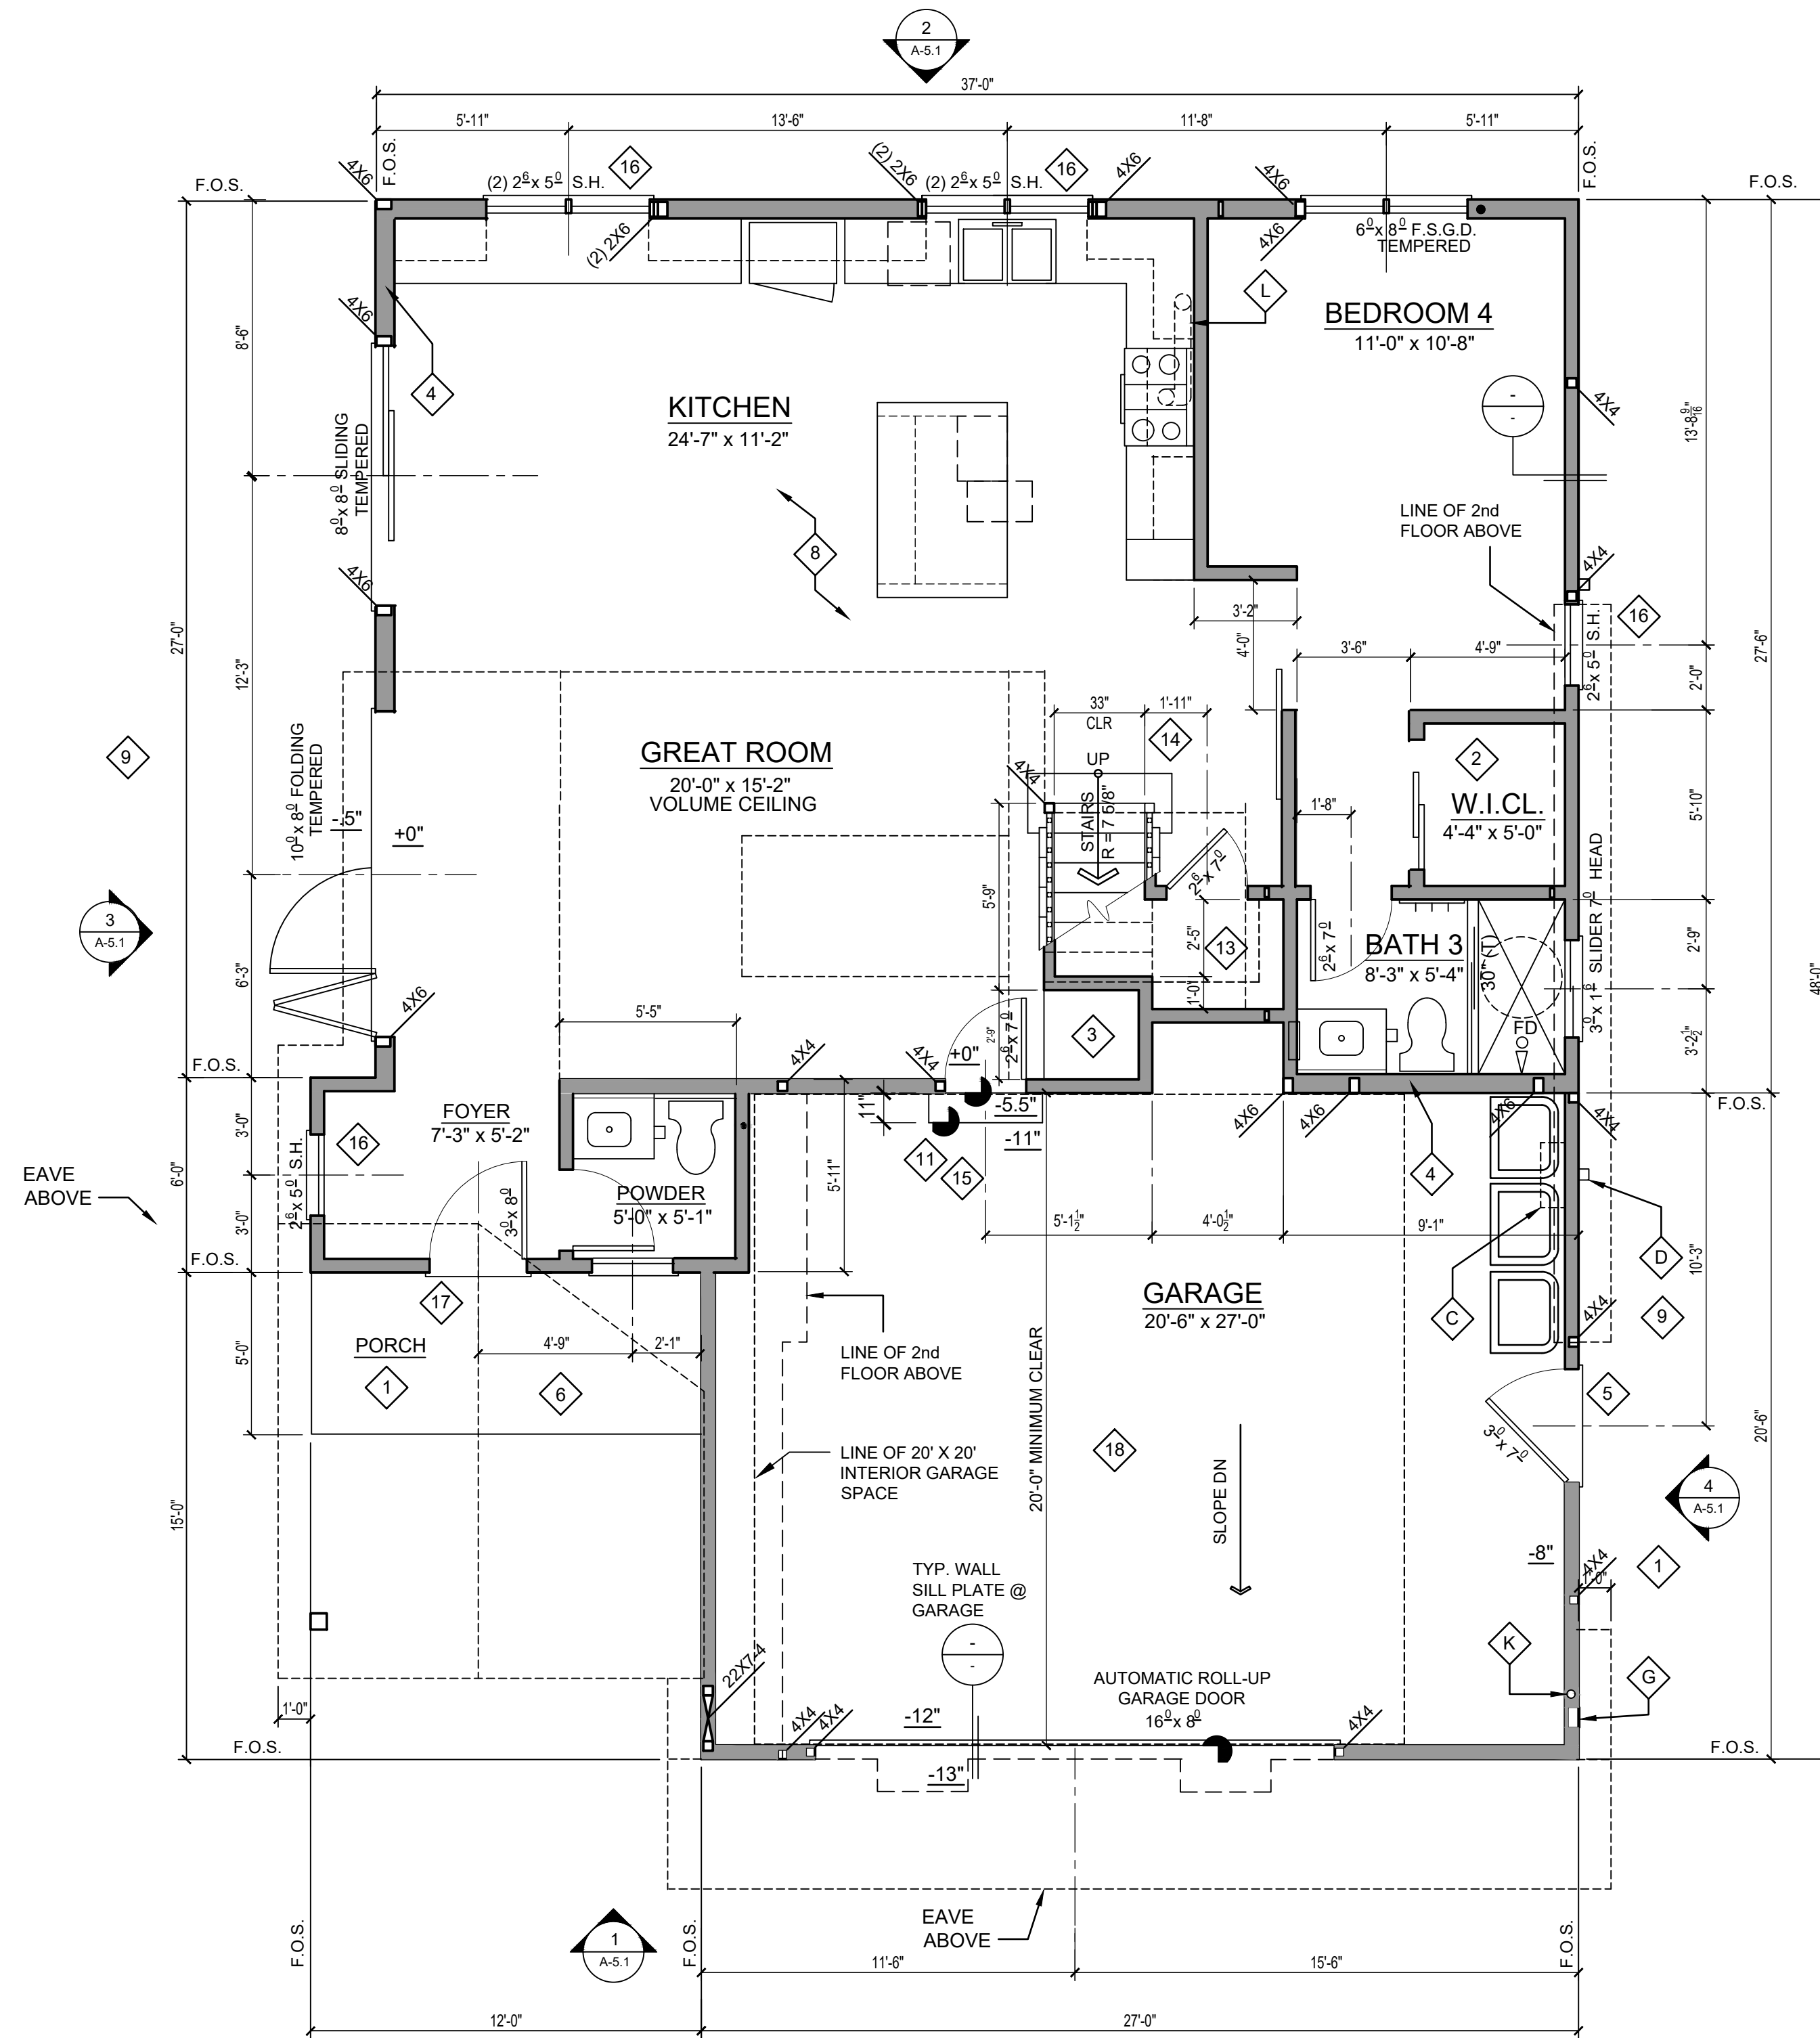 2
A-5.1
37'-0"
5'-11"
13'-6"
11'-8"
5'-11"
F.O.S.
F.O.S.
F.O.S.
F.O.S.
4X6
(2) 2⁶x 5⁰ S.H.
16
(2) 2X6
(2) 2X6
(2) 2⁶x 5⁰ S.H.
16
4X6
4X6
4X6
6⁰x 8⁰ F.S.G.D.
TEMPERED
L
BEDROOM 4
11'-0" x 10'-8"
8'-6"
4X6
4
KITCHEN
24'-7" x 11'-2"
8⁰x 8⁰ SLIDING
TEMPERED
-
-
4X4
13'-8 9/16"
8
LINE OF 2nd
FLOOR ABOVE
4X6
4X4
3'-2"
4'-0"
3'-6"
4'-9"
2⁶x 5⁰ S.H.
16
27'-0"
12'-3"
27'-6"
2'-0"
9
10⁰x 8⁰ FOLDING
TEMPERED
-.5"
+0"
GREAT ROOM
20'-0" x 15'-2"
VOLUME CEILING
33"
CLR
1'-11"
14
UP
4X4
STAIRS
R = 7 5/8"
2⁶x 7⁰
1'-8"
2
W.I.CL.
4'-4" x 5'-0"
5'-10"
3⁰x 1⁶ SLIDER 7⁰ HEAD
3
A-5.1
5'-9"
2'-5"
13
1'-0"
2⁶x 7⁰
BATH 3
8'-3" x 5'-4"
30" (L)
FD
2'-9"
3'-2 1/2"
48'-0"
6'-3"
4X6
5'-5"
4X4
4X4
+0"
2'-9"
2⁶x 7⁰
3
F.O.S.
F.O.S.
FOYER
7'-3" x 5'-2"
16
2⁶x 5⁰ S.H.
3'-0"
6'-0"
3'-0"
EAVE
ABOVE
F.O.S.
3⁰x 8⁰
POWDER
5'-0" x 5'-1"
5'-11"
11"
-5.5"
-11"
11
15
4X6
4X6
4X6
4X4
4
5'-1 1/2"
4'-0 1/2"
9'-1"
C
D
9
10'-3"
4X4
17
PORCH
1
6
4'-9"
2'-1"
5'-0"
LINE OF 2nd
FLOOR ABOVE
GARAGE
20'-6" x 27'-0"
20'-0" MINIMUM CLEAR
5
3⁰x 7⁰
20'-6"
LINE OF 20' X 20'
INTERIOR GARAGE
SPACE
18
SLOPE DN
4
A-5.1
15'-0"
-8"
4X4
1'-0"
1
TYP. WALL
SILL PLATE @
GARAGE
-
-
22X7-4
AUTOMATIC ROLL-UP
GARAGE DOOR
16⁰x 8⁰
K
G
1'-0"
4X4
4X4
-12"
4X4
F.O.S.
F.O.S.
-13"
EAVE
ABOVE
1
A-5.1
F.O.S.
F.O.S.
F.O.S.
11'-6"
15'-6"
12'-0"
27'-0"